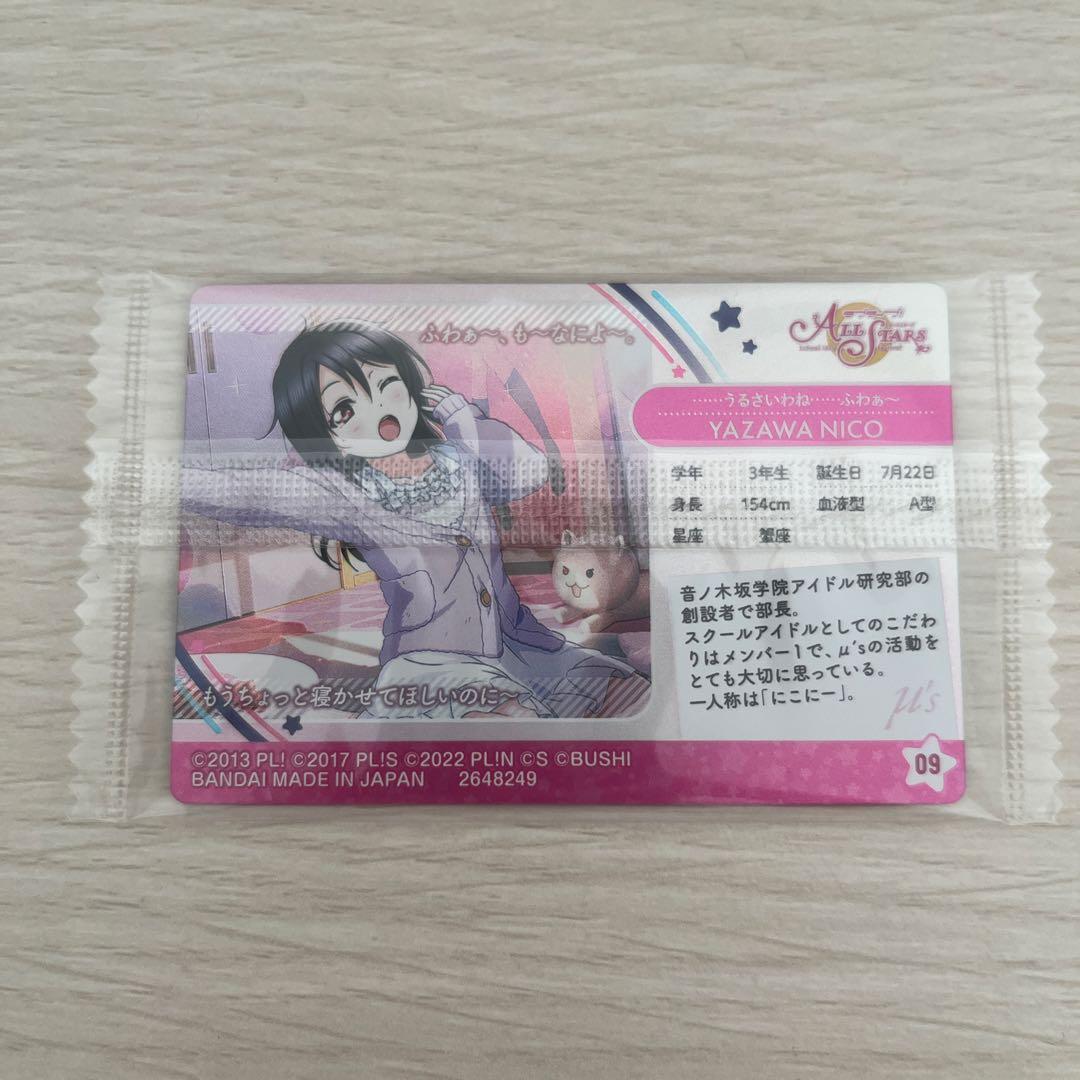 ふわぁ〜、も〜なによ〜。
もうちょっと寝かせてほしいのに〜
ALL STARS
……うるさいわね……ふわぁ〜
YAZAWA NICO
学年 3年生 誕生日 7月22日
身長 154cm 血液型 A型
星座 蟹座
音ノ木坂学院アイドル研究部の
創設者で部長。
スクールアイドルとしてのこだわ
りはメンバー1で、μ'sの活動を
とても大切に思っている。
一人称は「にこにー」。
μ's
©2013 PL! ©2017 PL!S ©2022 PL!N ©S ©BUSHI
BANDAI MADE IN JAPAN 2648249
09